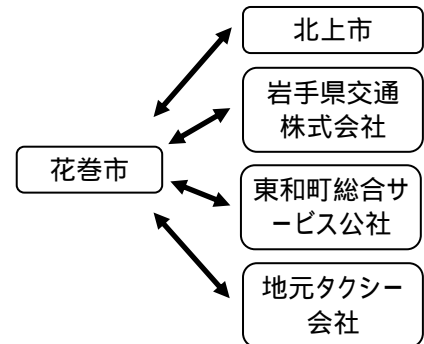 北上市
岩手県交通
株式会社
花巻市
東和町総合サ
ービス公社
地元タクシー
会社